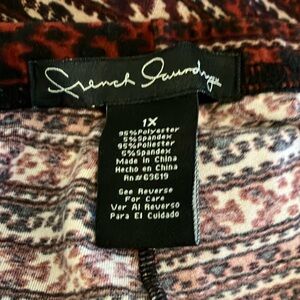 French Laundry
1X
95%Polyester
5%Spandex
95%Poliester
5%Spandex
Made in China
Hecho en China
Rn#63619
See Reverse
For Care
Ver Al Reverso
Para El Cuidado